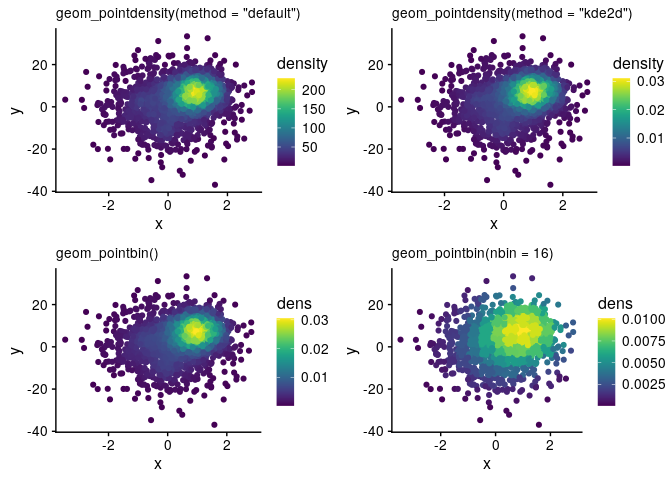 geom_pointdensity(method = "default")
density
200
150
100
50
20
0
-20
-40
y
-2
0
2
x
geom_pointdensity(method = "kde2d")
density
0.03
0.02
0.01
20
0
-20
-40
y
-2
0
2
x
geom_pointbin()
dens
0.03
0.02
0.01
20
0
-20
-40
y
-2
0
2
x
geom_pointbin(nbin = 16)
dens
0.0100
0.0075
0.0050
0.0025
20
0
-20
-40
y
-2
0
2
x